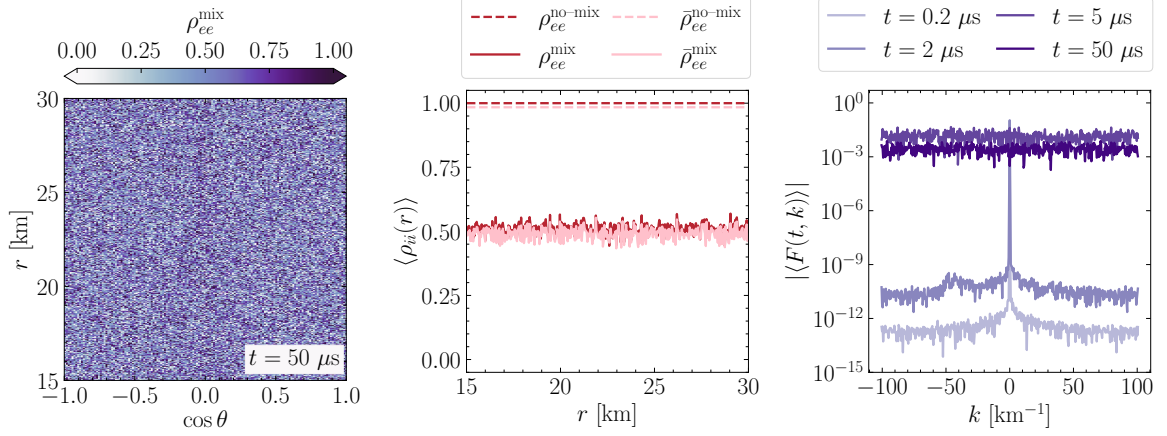 ρ_ee^mix
0.00 0.25 0.50 0.75 1.00
30
25
20
15
r [km]
−1.0 −0.5 0.0 0.5 1.0
cos θ
t = 50 μs
ρ_ee^no−mix ρ̄_ee^no−mix
ρ_ee^mix ρ̄_ee^mix
1.00
0.75
0.50
0.25
0.00
⟨ρ_ii(r)⟩
15 20 25 30
r [km]
t = 0.2 μs t = 5 μs
t = 2 μs t = 50 μs
10^0
10^−3
10^−6
10^−9
10^−12
10^−15
|⟨F(t, k)⟩|
−100 −50 0 50 100
k [km^−1]